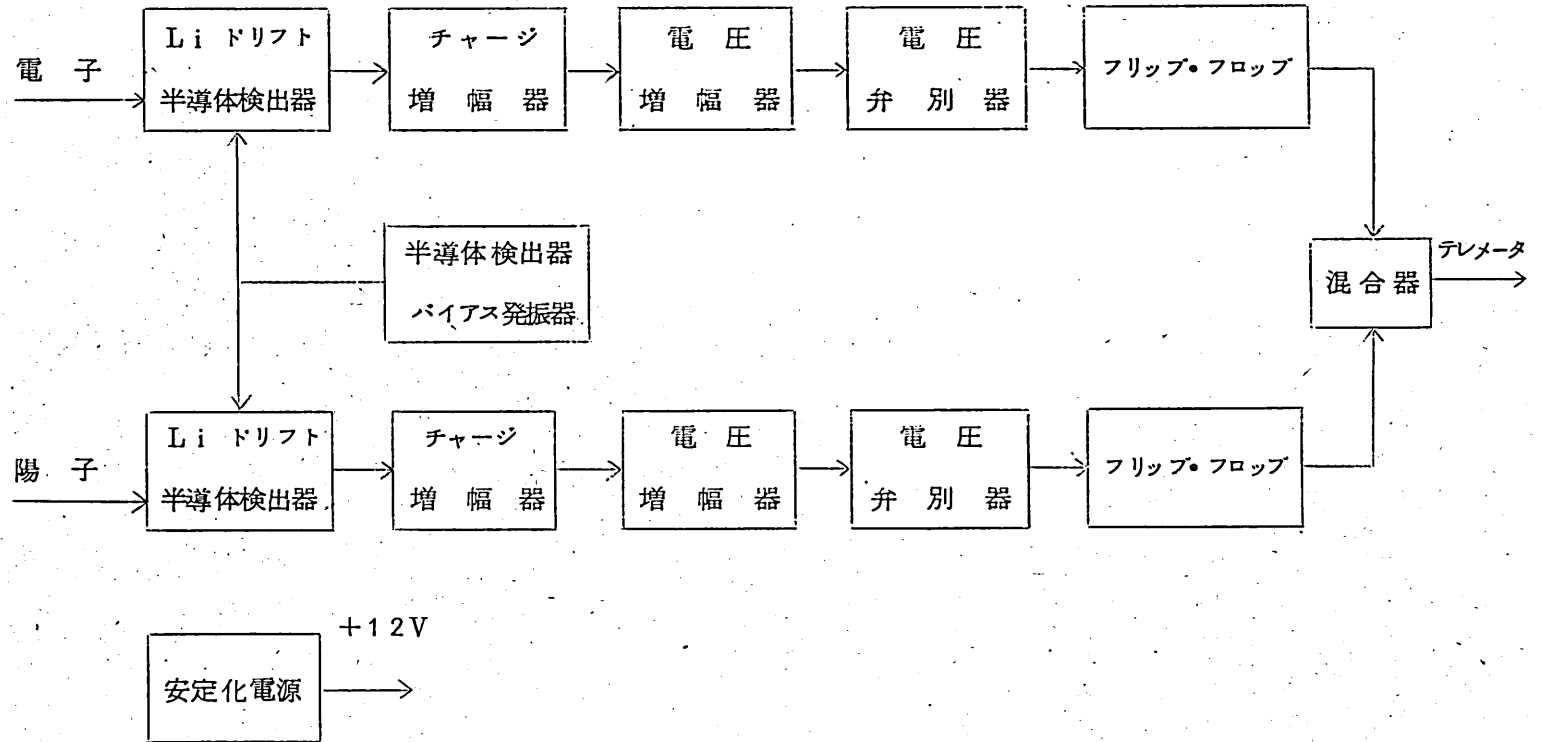 電子
Li ドリフト
半導体検出器
チャージ
増幅器
電圧
増幅器
電圧
弁別器
フリップ・フロップ
半導体検出器
バイアス発振器
混合器
テレメータ
陽子
Li ドリフト
半導体検出器
チャージ
増幅器
電圧
増幅器
電圧
弁別器
フリップ・フロップ
+12V
安定化電源